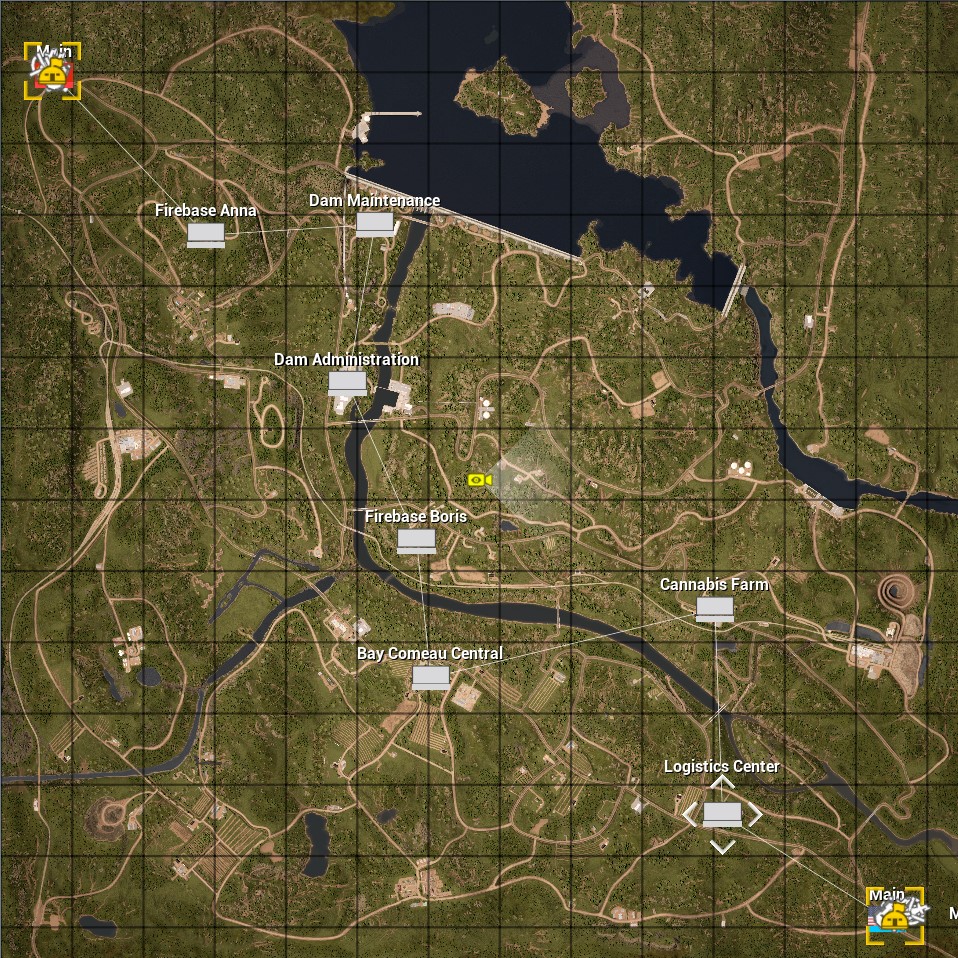 Main
Dam Maintenance
Firebase Anna
Dam Administration
Firebase Boris
Cannabis Farm
Bay Comeau Central
Logistics Center
Main
M